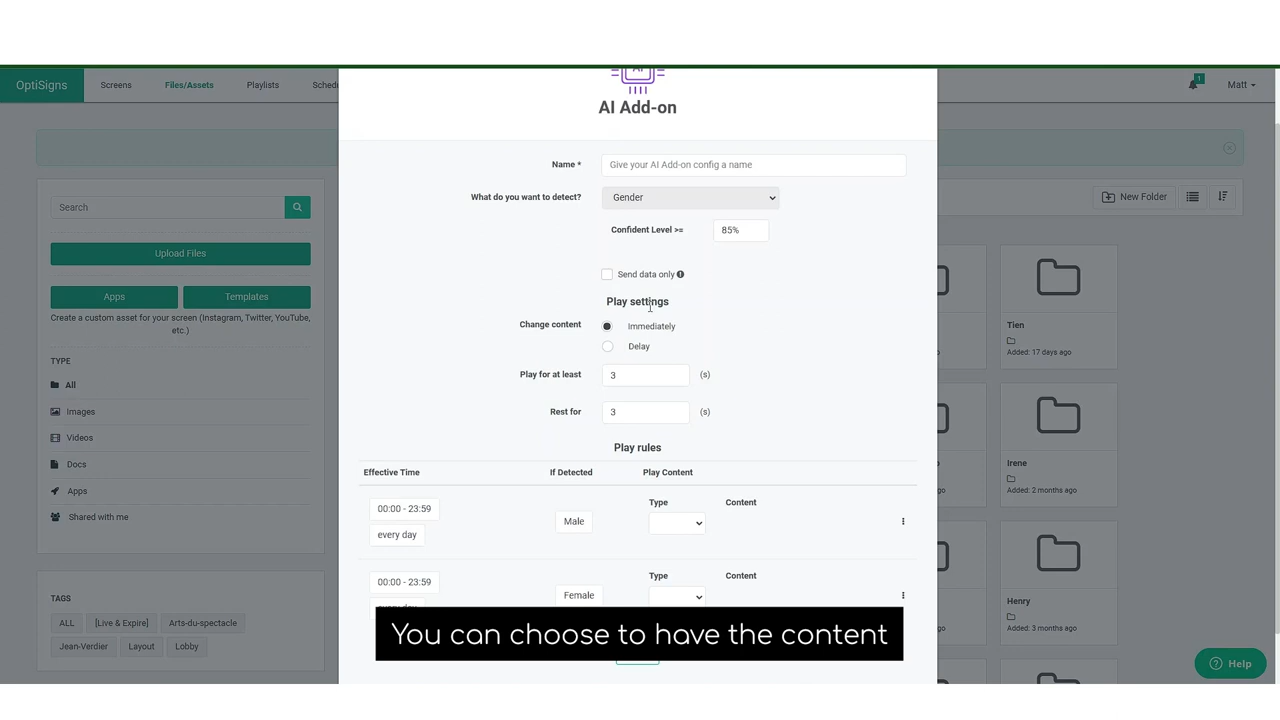 OptiSigns
Screens
Files/Assets
Playlists
Schedu
1
Matt
AI
AI Add-on
Search
Upload Files
Apps
Templates
Create a custom asset for your screen (Instagram, Twitter, YouTube,
etc.)
TYPE
All
Images
Videos
Docs
Apps
Shared with me
TAGS
ALL
[Live & Expire]
Arts-du-spectacle
Jean-Verdier
Layout
Lobby
Name *
Give your AI Add-on config a name
What do you want to detect?
Gender
Confident Level >=
85%
Send data only
Play settings
Change content
Immediately
Delay
Play for at least
3
(s)
Rest for
3
(s)
Play rules
Effective Time
If Detected
Play Content
00:00 - 23:59
every day
Male
Type
Content
00:00 - 23:59
every day
Female
Type
Content
You can choose to have the content
New Folder
Tien
Added: 17 days ago
Irene
Added: 2 months ago
Henry
Added: 3 months ago
Help